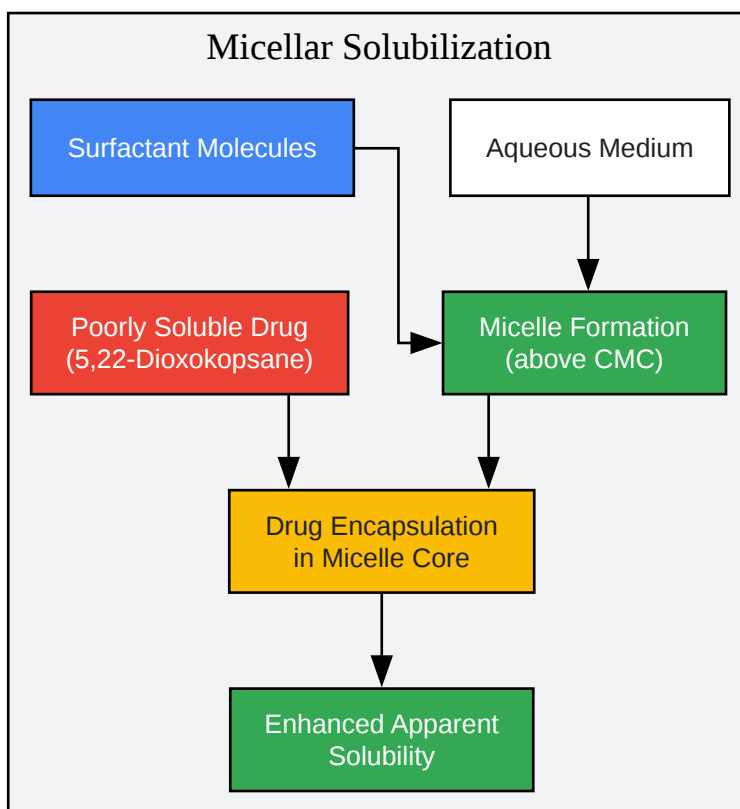 Micellar Solubilization
Surfactant Molecules
Aqueous Medium
Poorly Soluble Drug
(5,22-Dioxokopsane)
Micelle Formation
(above CMC)
Drug Encapsulation
in Micelle Core
Enhanced Apparent
Solubility